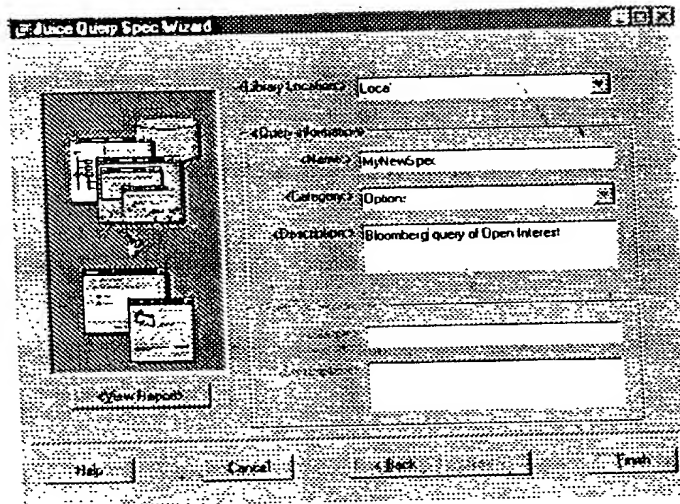 Juice Query Spec Wizard
<Library Location> Local
<Query Information>
<Name> MyNewSpec
<Category> Options
<Description> Bloomberg query of Open Interest
<View Report>
Help Cancel < Back Finish